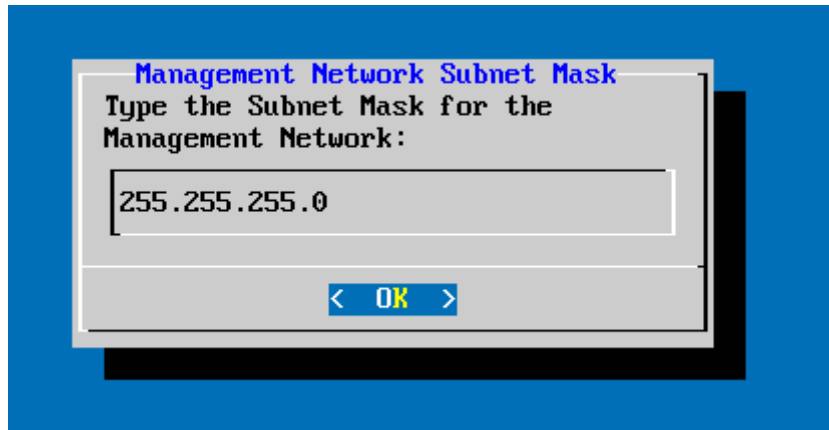 Management Network Subnet Mask
Type the Subnet Mask for the
Management Network:
255.255.255.0
< OK >